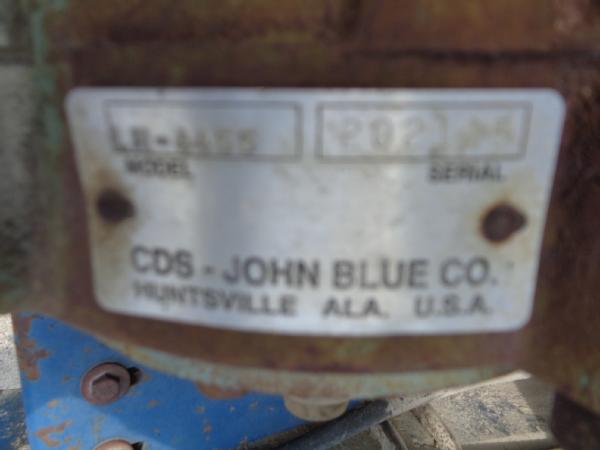 MODEL SERIAL
CDS - JOHN BLUE CO.
HUNTSVILLE ALA. U.S.A.